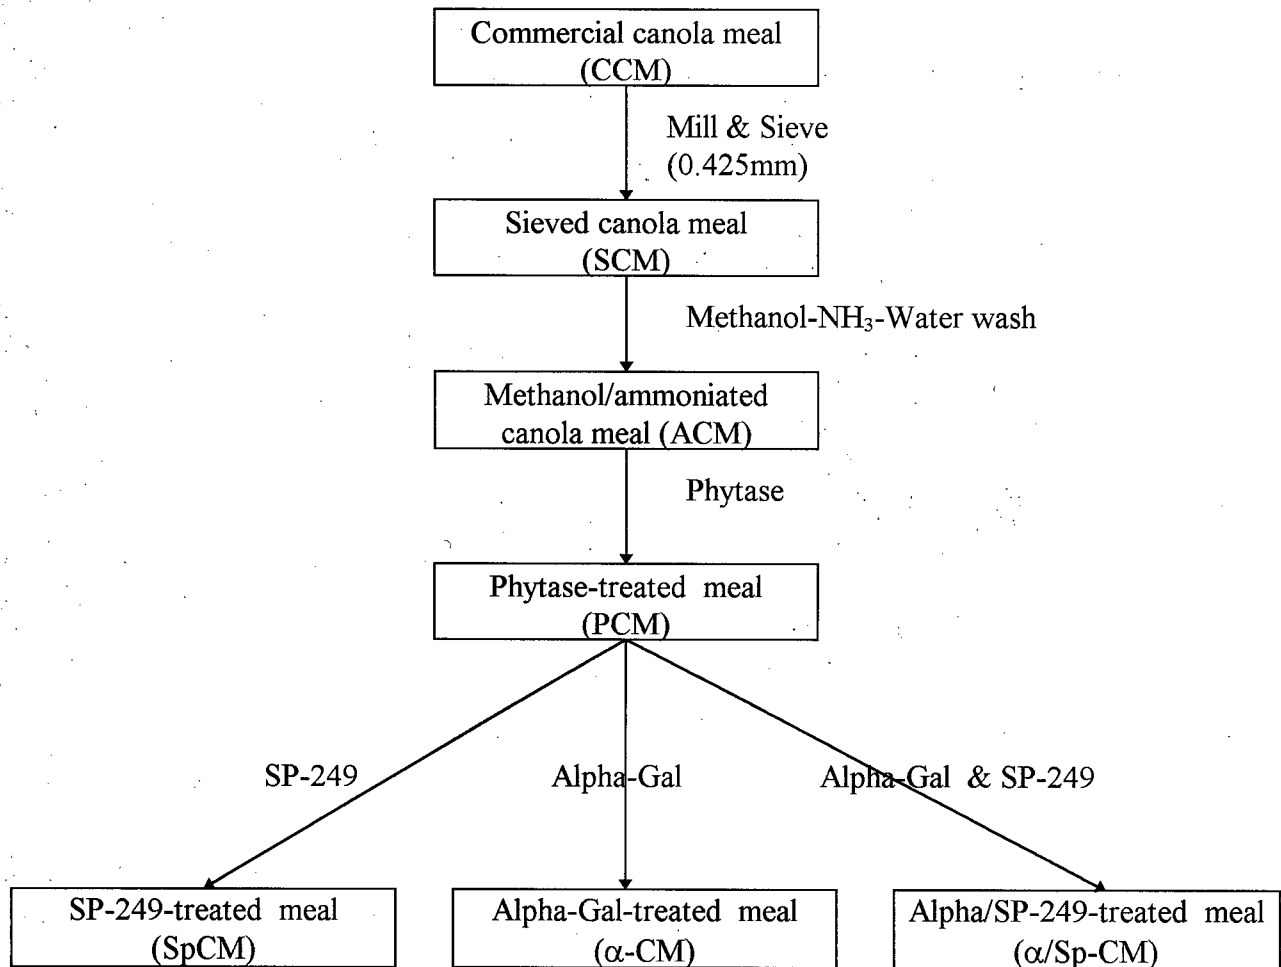 Commercial canola meal
(CCM)
Mill & Sieve
(0.425mm)
Sieved canola meal
(SCM)
Methanol-NH₃-Water wash
Methanol/ammoniated
canola meal (ACM)
Phytase
Phytase-treated meal
(PCM)
SP-249
Alpha-Gal
Alpha-Gal & SP-249
SP-249-treated meal
(SpCM)
Alpha-Gal-treated meal
(α-CM)
Alpha/SP-249-treated meal
(α/Sp-CM)